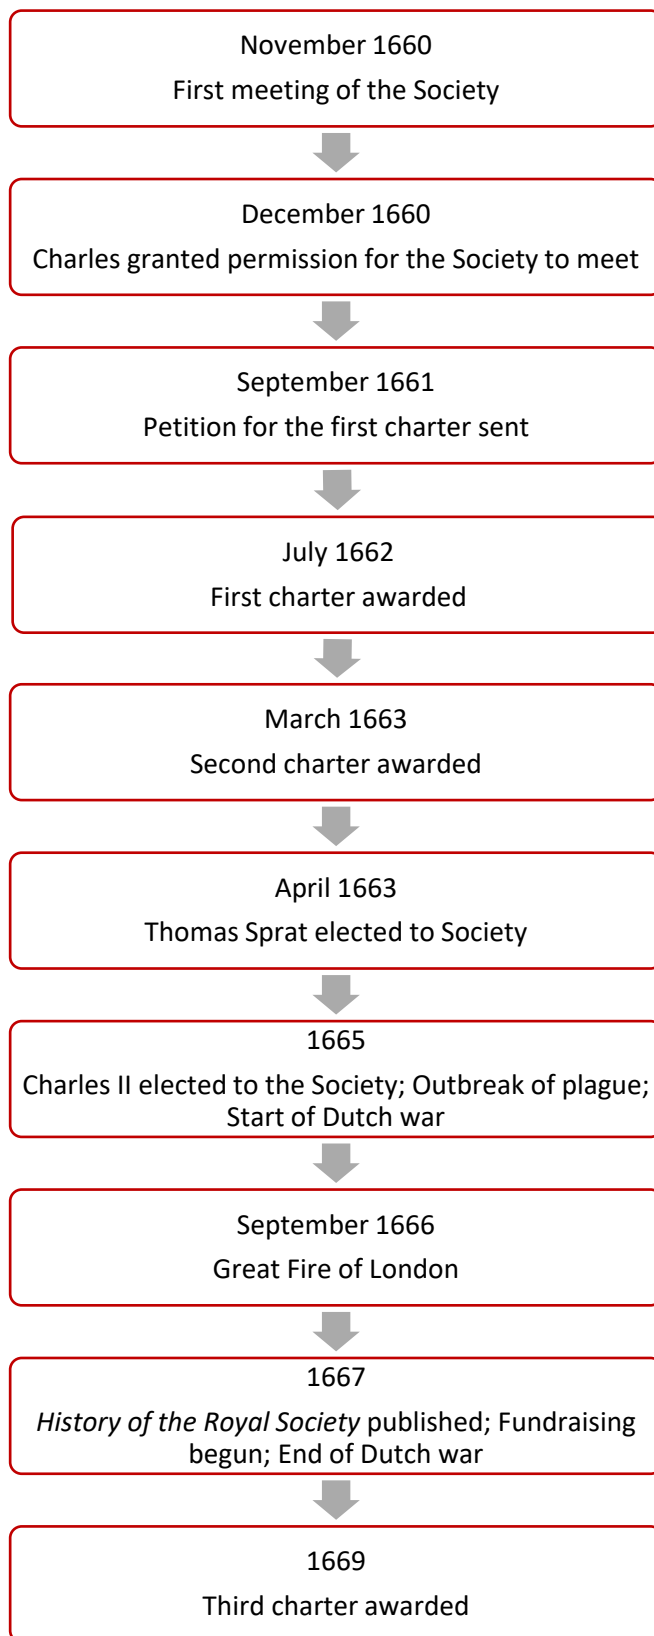 November 1660
First meeting of the Society
December 1660
Charles granted permission for the Society to meet
September 1661
Petition for the first charter sent
July 1662
First charter awarded
March 1663
Second charter awarded
April 1663
Thomas Sprat elected to Society
1665
Charles II elected to the Society; Outbreak of plague;
Start of Dutch war
September 1666
Great Fire of London
1667
History of the Royal Society published; Fundraising
begun; End of Dutch war
1669
Third charter awarded